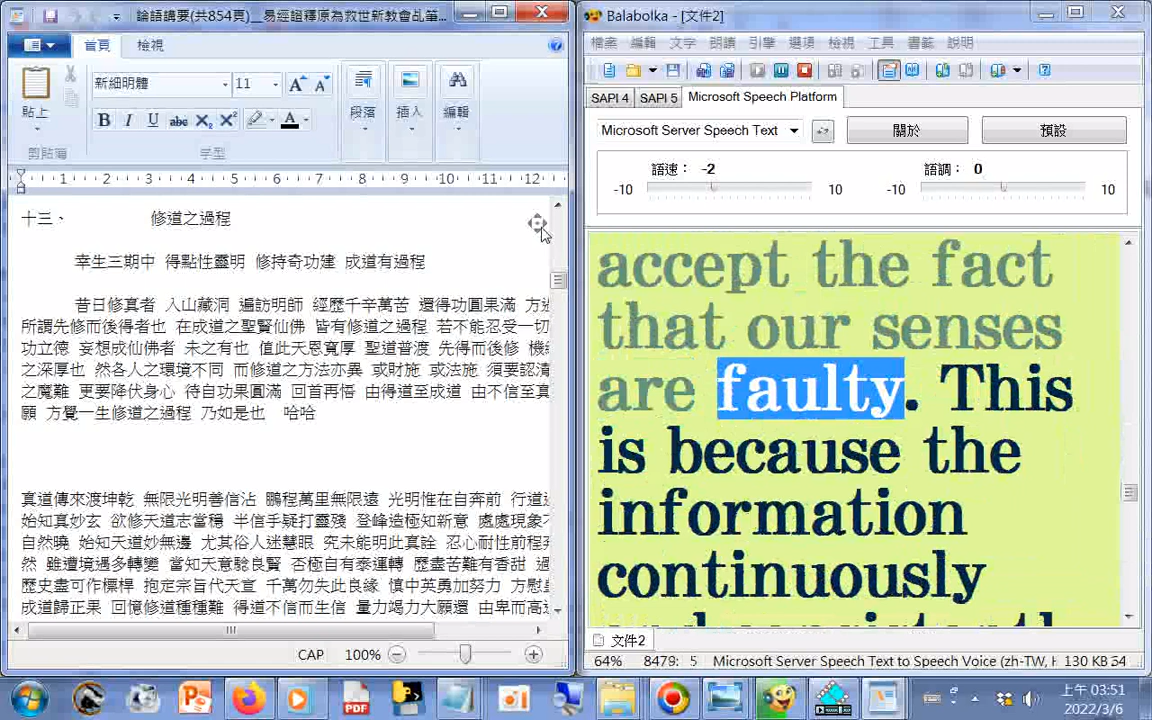 論語講要(共854頁)__易經證釋原為救世新教會乩筆...
首頁 檢視
新細明體 11
貼上
段落 插入 編輯
剪貼簿 字型
1 2 3 4 5 6 7 8 9 10 11 12
十三、 修道之過程
幸生三期中 得點性靈明 修持奇功建 成道有過程
昔日修真者 入山藏洞 遍訪明師 經歷千辛萬苦 還得功圓果滿 方
所謂先修而後得者也 在成道之聖賢仙佛 皆有修道之過程 若不能忍受一切
功立德 妄想成仙佛者 未之有也 值此天恩寬厚 聖道普渡 先得而後修 機
之深厚也 然各人之環境不同 而修道之方法亦異 或財施 或法施 須要認清
之魔難 更要降伏身心 待自功果圓滿 回首再悟 由得道至成道 由不信至真
願 方覺一生修道之過程 乃如是也 哈哈
真道傳來渡坤乾 無限光明善信沾 鵬程萬里無限遠 光明惟在自奔前 行道
始知真妙玄 欲修天道志當穩 半信半疑打靈殘 登峰造極知新意 處處現象
自然曉 始知天道妙無邊 尤其俗人迷慧眼 究未能明此真詮 忍心耐性前程
然 雖遭境遇多轉變 當知天意驗良賢 否極自有泰運轉 歷盡苦難有香甜
歷史盡可作標桿 抱定宗旨代天宣 千萬勿失此良緣 慎中英勇加努力 方慰
成道歸正果 回憶修道種種難 得道不信而生信 量力竭力大願還 由卑而高
CAP 100%
Balabolka - [文件2]
檔案 編輯 文字 朗讀 引擎 選項 檢視 工具 書籤 說明
SAPI 4 SAPI 5 Microsoft Speech Platform
Microsoft Server Speech Text 關於 預設
語速： -2 語調： 0
-10 10 -10 10
accept the fact
that our senses
are faulty. This
is because the
information
continuously
文件2
64% 8479: 5 Microsoft Server Speech Text to Speech Voice (zh-TW, H 130 KB 54
上午 03:51
2022/3/6